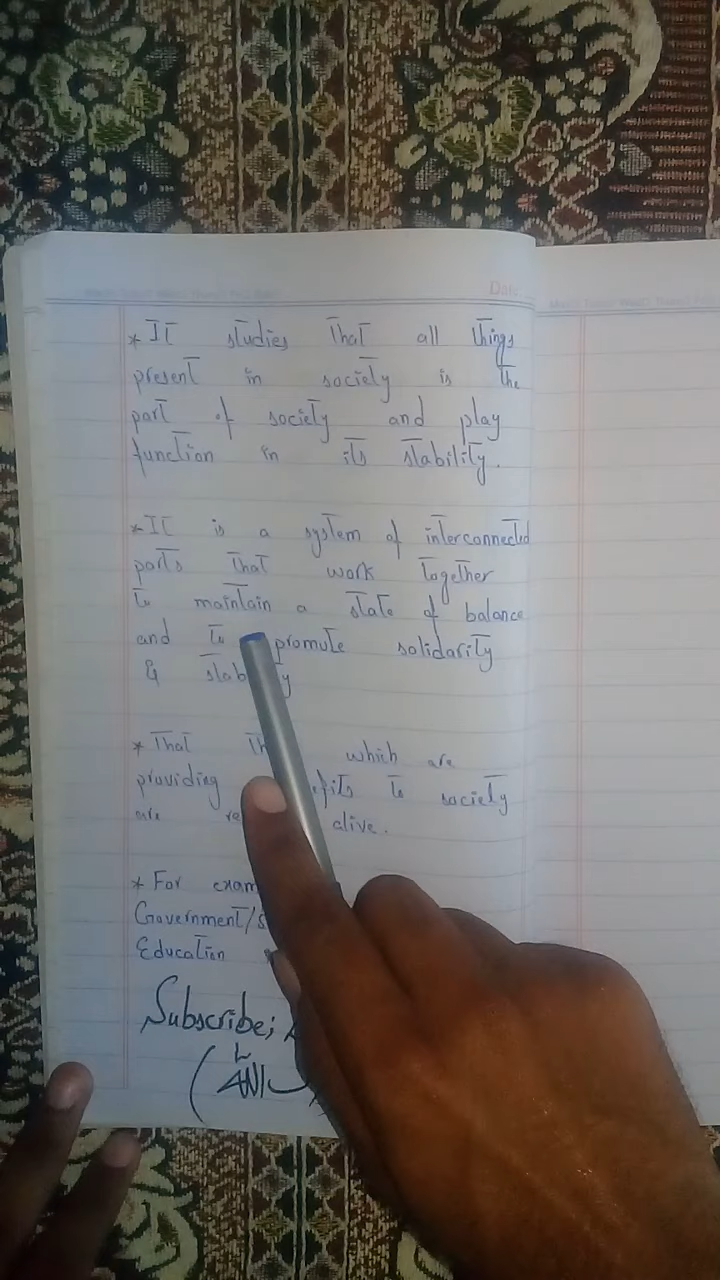 Date:
* It studies that all things
present in society is the
part of society and play
function in its stability.
* It is a system of interconnected
parts that work together
to maintain a state of balance
and to promote solidarity
&
* That which are
providing to society
are alive.
* For
Government/
Education
Subscribe;